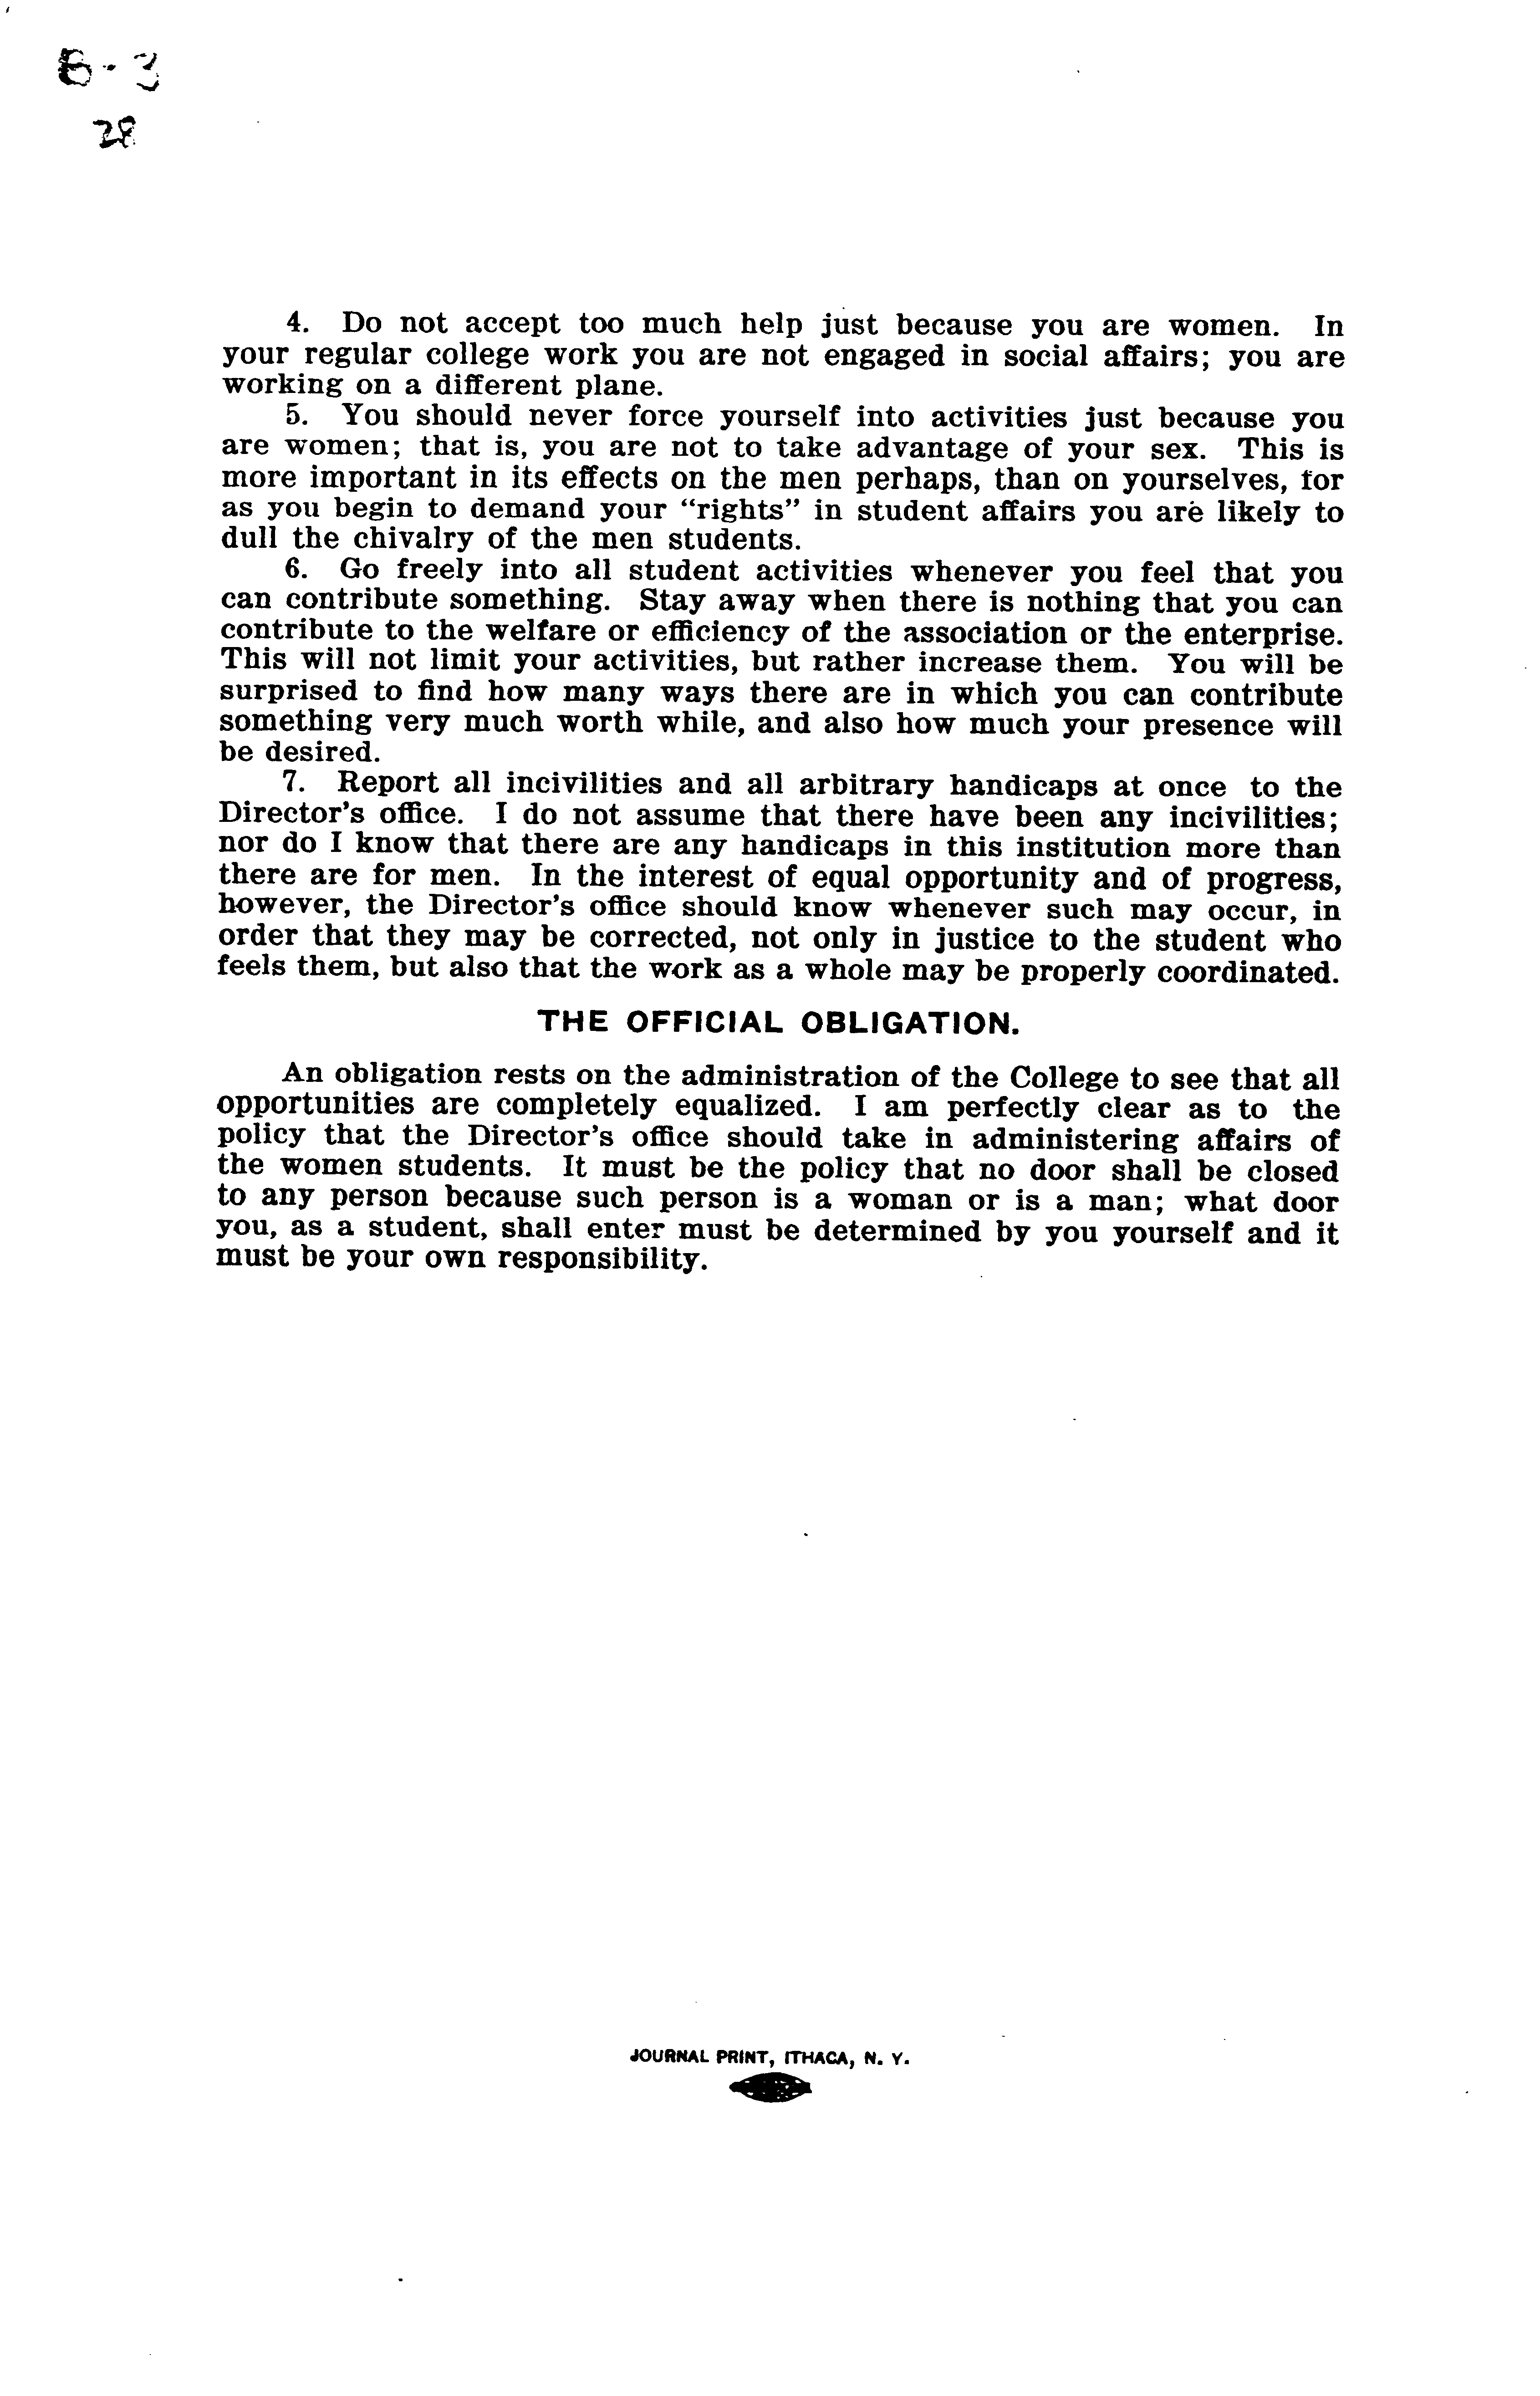 B-3
28
4. Do not accept too much help just because you are women. In
your regular college work you are not engaged in social affairs; you are
working on a different plane.
5. You should never force yourself into activities just because you
are women; that is, you are not to take advantage of your sex. This is
more important in its effects on the men perhaps, than on yourselves, for
as you begin to demand your “rights” in student affairs you are likely to
dull the chivalry of the men students.
6. Go freely into all student activities whenever you feel that you
can contribute something. Stay away when there is nothing that you can
contribute to the welfare or efficiency of the association or the enterprise.
This will not limit your activities, but rather increase them. You will be
surprised to find how many ways there are in which you can contribute
something very much worth while, and also how much your presence will
be desired.
7. Report all incivilities and all arbitrary handicaps at once to the
Director's office. I do not assume that there have been any incivilities;
nor do I know that there are any handicaps in this institution more than
there are for men. In the interest of equal opportunity and of progress,
however, the Director's office should know whenever such may occur, in
order that they may be corrected, not only in justice to the student who
feels them, but also that the work as a whole may be properly coordinated.
THE OFFICIAL OBLIGATION.
An obligation rests on the administration of the College to see that all
opportunities are completely equalized. I am perfectly clear as to the
policy that the Director's office should take in administering affairs of
the women students. It must be the policy that no door shall be closed
to any person because such person is a woman or is a man; what door
you, as a student, shall enter must be determined by you yourself and it
must be your own responsibility.
JOURNAL PRINT, ITHACA, N. Y.